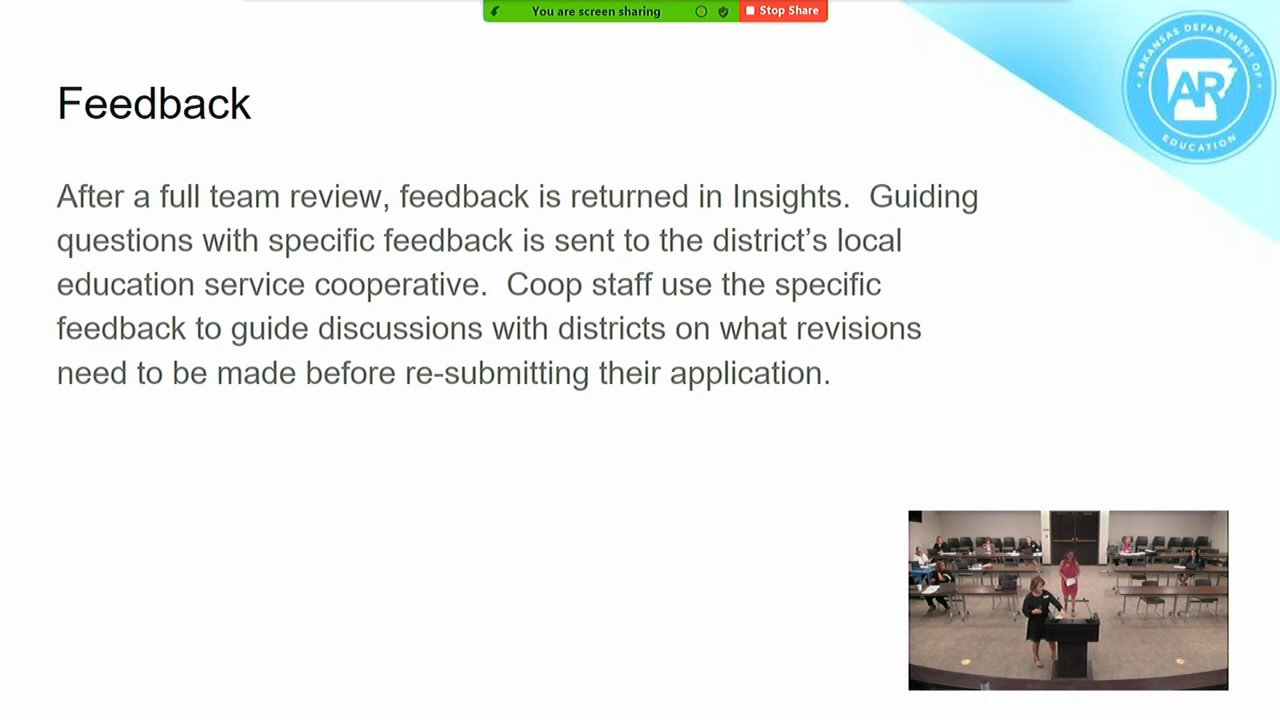 You are screen sharing
Stop Share
ARKANSAS DEPARTMENT OF
AR
EDUCATION
Feedback
After a full team review, feedback is returned in Insights.  Guiding
questions with specific feedback is sent to the district’s local
education service cooperative.  Coop staff use the specific
feedback to guide discussions with districts on what revisions
need to be made before re-submitting their application.